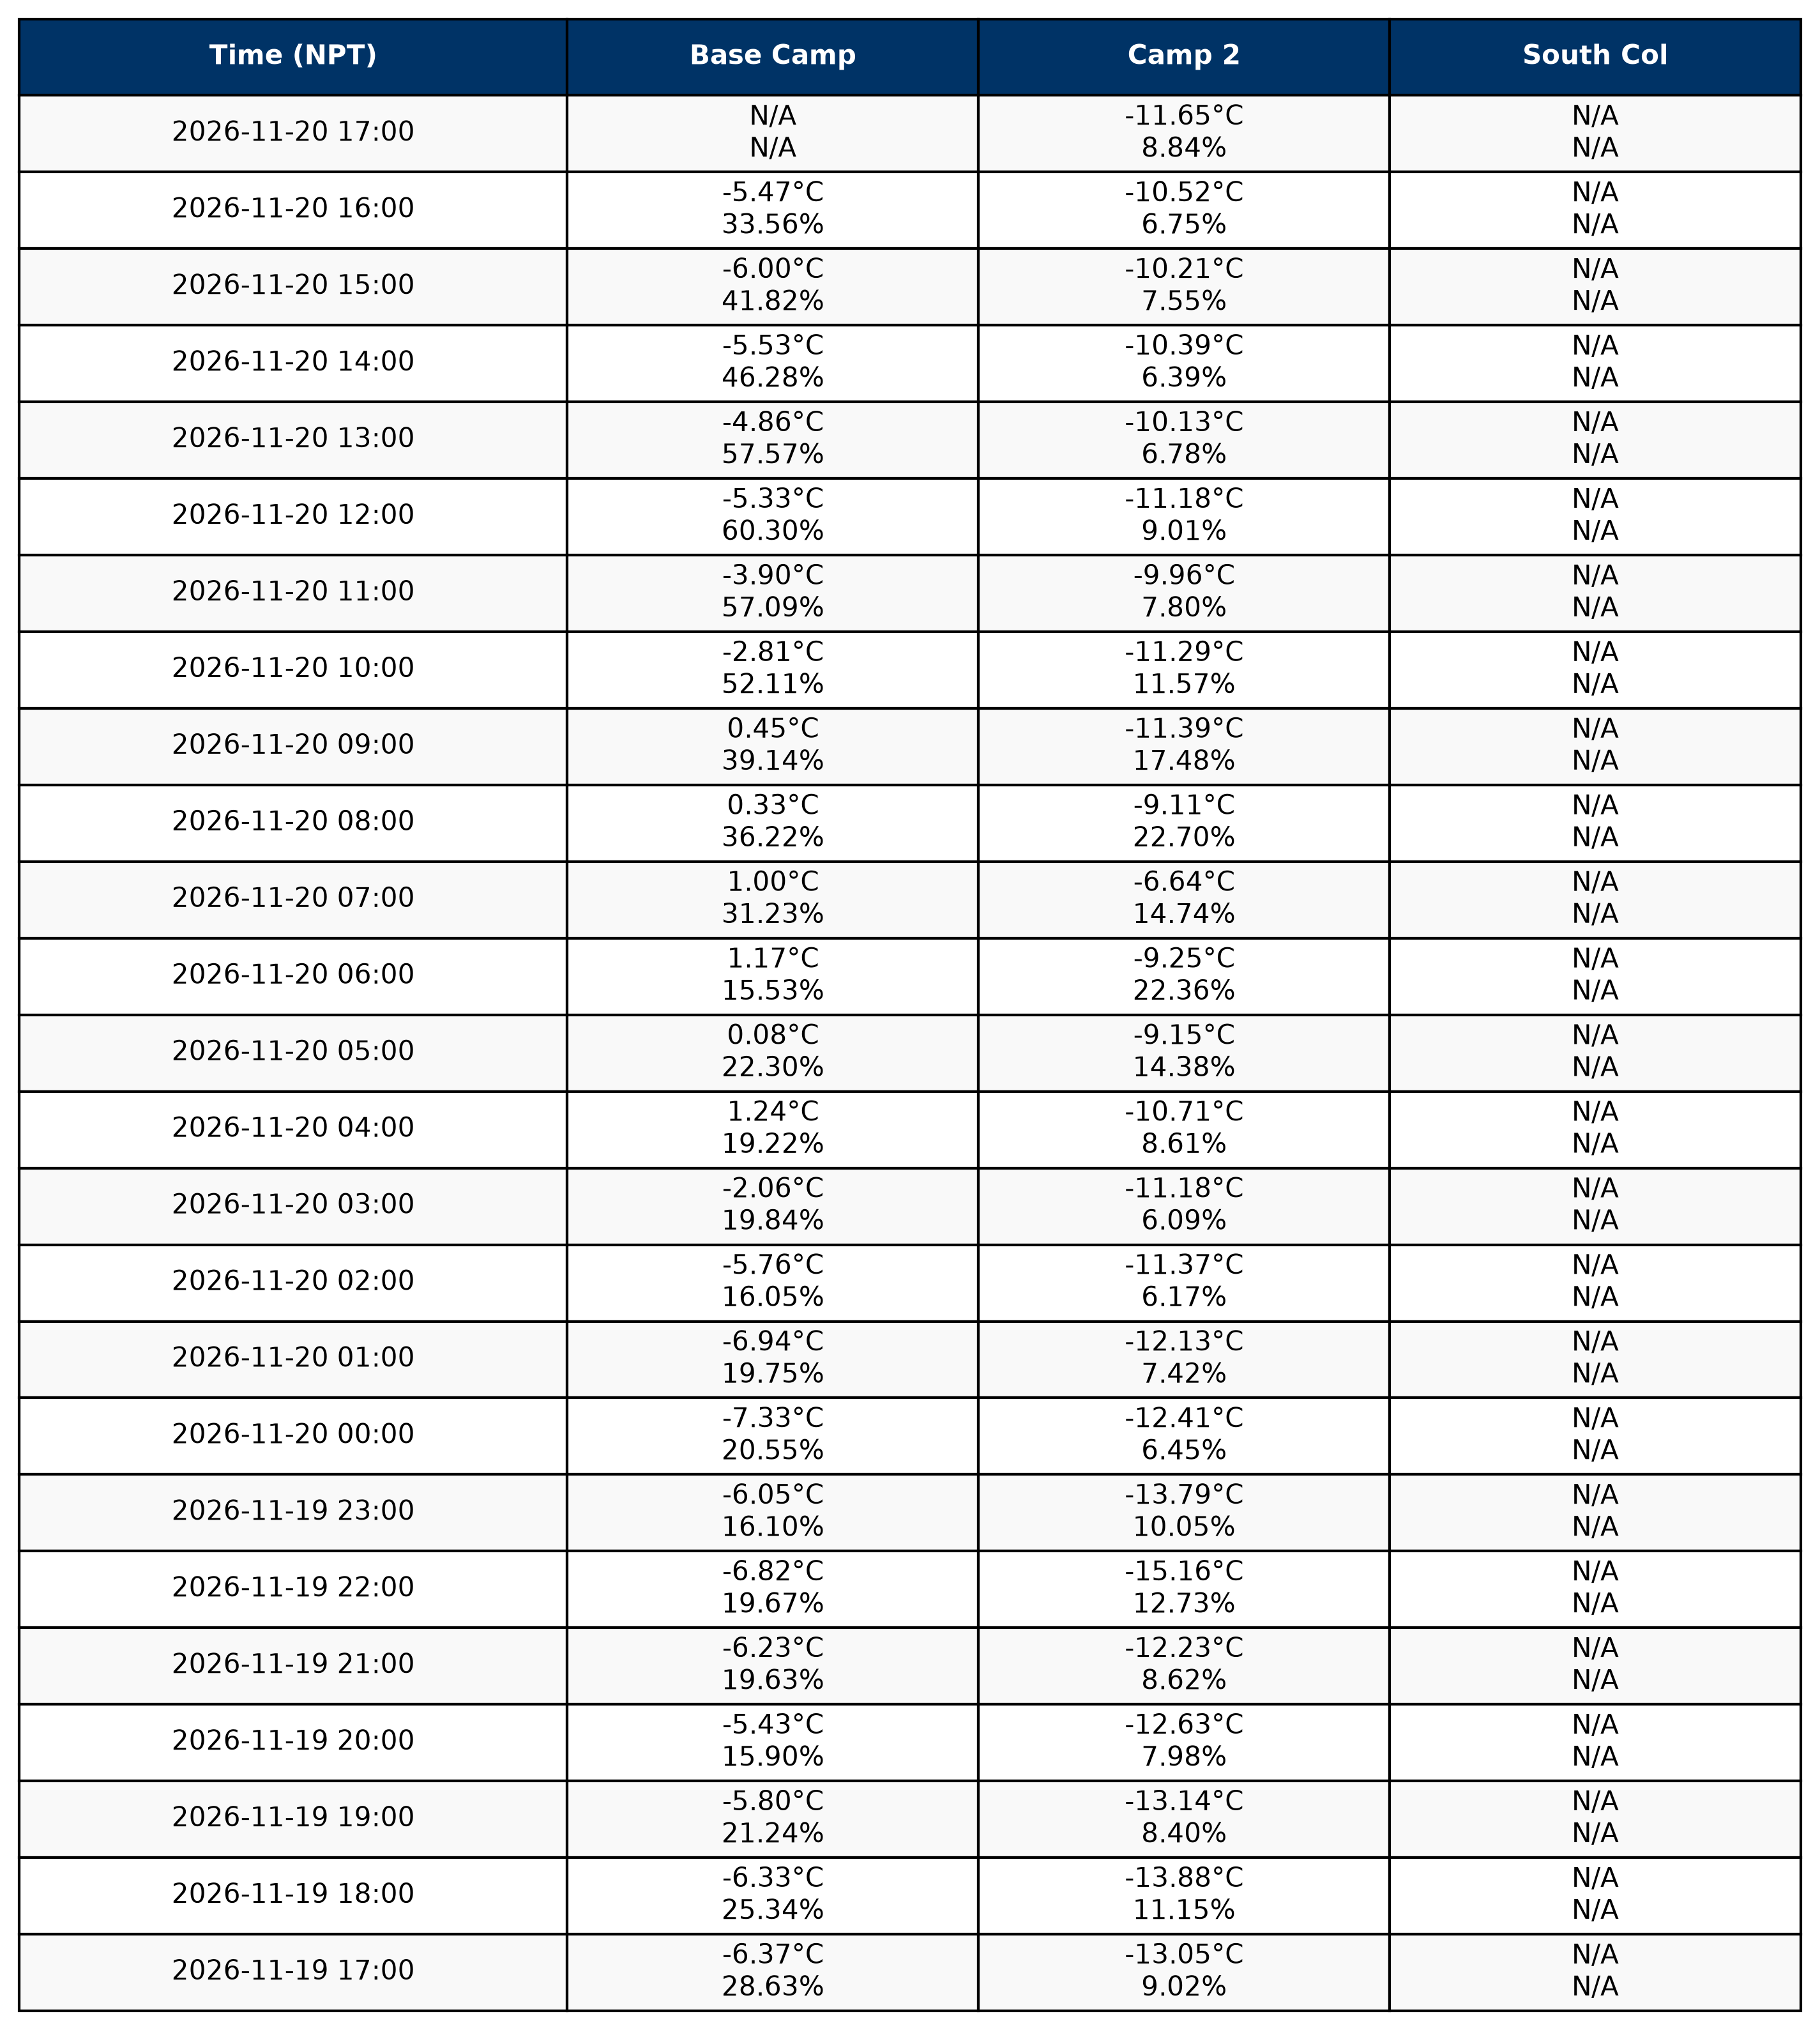 Time (NPT) Base Camp Camp 2 South Col
2026-11-20 17:00 N/A -11.65°C N/A
N/A 8.84% N/A
2026-11-20 16:00 -5.47°C -10.52°C N/A
33.56% 6.75% N/A
2026-11-20 15:00 -6.00°C -10.21°C N/A
41.82% 7.55% N/A
2026-11-20 14:00 -5.53°C -10.39°C N/A
46.28% 6.39% N/A
2026-11-20 13:00 -4.86°C -10.13°C N/A
57.57% 6.78% N/A
2026-11-20 12:00 -5.33°C -11.18°C N/A
60.30% 9.01% N/A
2026-11-20 11:00 -3.90°C -9.96°C N/A
57.09% 7.80% N/A
2026-11-20 10:00 -2.81°C -11.29°C N/A
52.11% 11.57% N/A
2026-11-20 09:00 0.45°C -11.39°C N/A
39.14% 17.48% N/A
2026-11-20 08:00 0.33°C -9.11°C N/A
36.22% 22.70% N/A
2026-11-20 07:00 1.00°C -6.64°C N/A
31.23% 14.74% N/A
2026-11-20 06:00 1.17°C -9.25°C N/A
15.53% 22.36% N/A
2026-11-20 05:00 0.08°C -9.15°C N/A
22.30% 14.38% N/A
2026-11-20 04:00 1.24°C -10.71°C N/A
19.22% 8.61% N/A
2026-11-20 03:00 -2.06°C -11.18°C N/A
19.84% 6.09% N/A
2026-11-20 02:00 -5.76°C -11.37°C N/A
16.05% 6.17% N/A
2026-11-20 01:00 -6.94°C -12.13°C N/A
19.75% 7.42% N/A
2026-11-20 00:00 -7.33°C -12.41°C N/A
20.55% 6.45% N/A
2026-11-19 23:00 -6.05°C -13.79°C N/A
16.10% 10.05% N/A
2026-11-19 22:00 -6.82°C -15.16°C N/A
19.67% 12.73% N/A
2026-11-19 21:00 -6.23°C -12.23°C N/A
19.63% 8.62% N/A
2026-11-19 20:00 -5.43°C -12.63°C N/A
15.90% 7.98% N/A
2026-11-19 19:00 -5.80°C -13.14°C N/A
21.24% 8.40% N/A
2026-11-19 18:00 -6.33°C -13.88°C N/A
25.34% 11.15% N/A
2026-11-19 17:00 -6.37°C -13.05°C N/A
28.63% 9.02% N/A